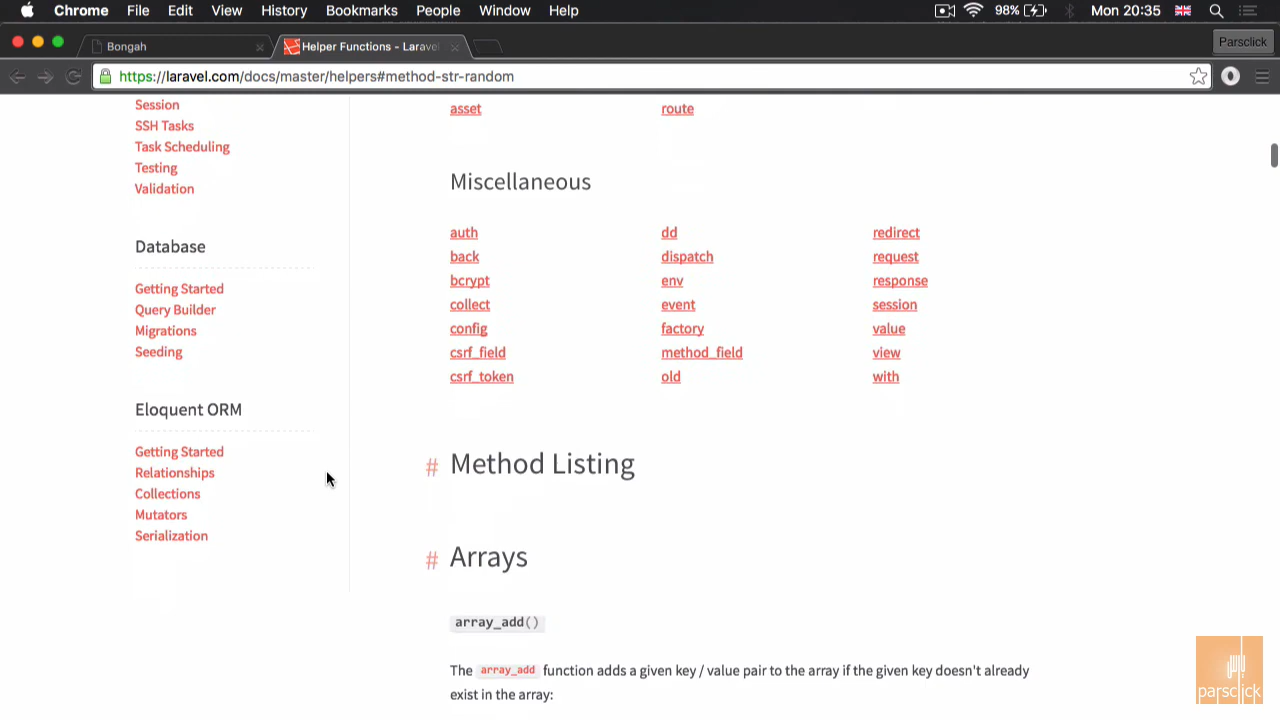 Chrome File Edit View History Bookmarks People Window Help 98% Mon 20:35
Bongah
Helper Functions - Laravel
Parsclick
https://laravel.com/docs/master/helpers#method-str-random
Session
SSH Tasks
Task Scheduling
Testing
Validation
Database
Getting Started
Query Builder
Migrations
Seeding
Eloquent ORM
Getting Started
Relationships
Collections
Mutators
Serialization
asset route
Miscellaneous
auth dd redirect
back dispatch request
bcrypt env response
collect event session
config factory value
csrf_field method_field view
csrf_token old with
# Method Listing
# Arrays
array_add()
The array_add function adds a given key / value pair to the array if the given key doesn't already
exist in the array:
parsclick